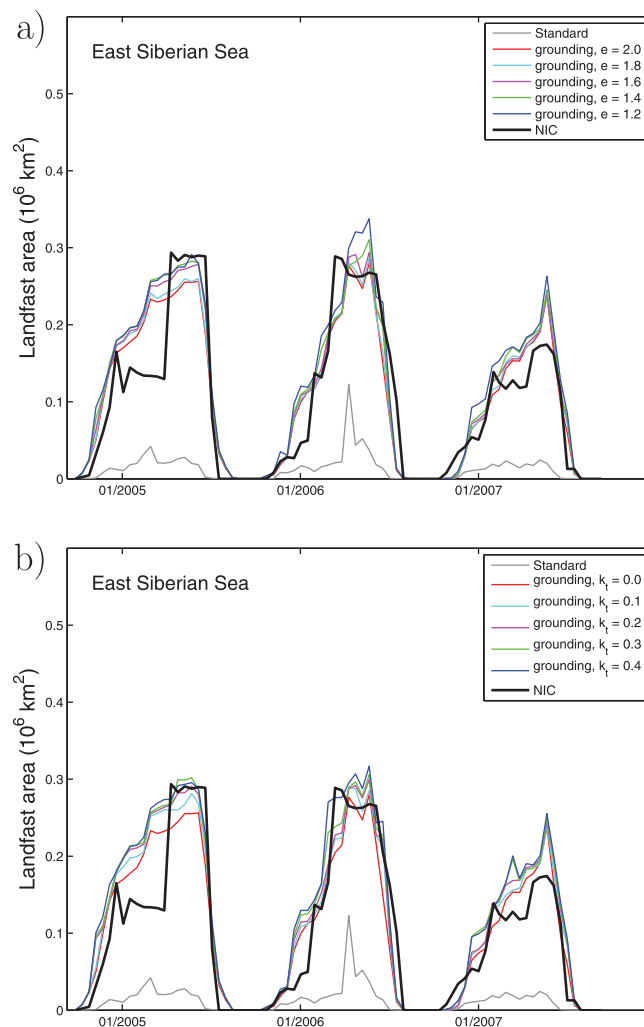 a)
East Siberian Sea
Standard
grounding, e = 2.0
grounding, e = 1.8
grounding, e = 1.6
grounding, e = 1.4
grounding, e = 1.2
NIC
0.5
0.4
0.3
0.2
0.1
0
Landfast area (10⁶ km²)
01/2005
01/2006
01/2007
b)
East Siberian Sea
Standard
grounding, kₜ = 0.0
grounding, kₜ = 0.1
grounding, kₜ = 0.2
grounding, kₜ = 0.3
grounding, kₜ = 0.4
NIC
0.5
0.4
0.3
0.2
0.1
0
Landfast area (10⁶ km²)
01/2005
01/2006
01/2007